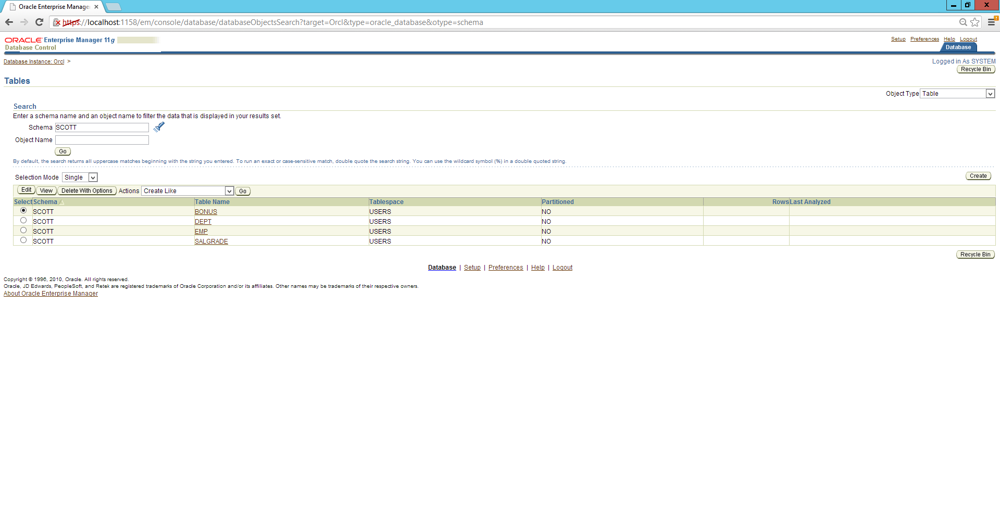 Oracle Enterprise Manage
https://localhost:1158/em/console/database/databaseObjectsSearch?target=Orcl&type=oracle_database&otype=schema
ORACLE Enterprise Manager 11g
Database Control
Setup Preferences Help Logout
Database
Database Instance: Orcl >
Logged in As SYSTEM
Recycle Bin
Tables
Object Type Table
Search
Enter a schema name and an object name to filter the data that is displayed in your results set.
Schema SCOTT
Object Name
Go
By default, the search returns all uppercase matches beginning with the string you entered. To run an exact or case-sensitive match, double quote the search string. You can use the wildcard symbol (%) in a double quoted string.
Selection Mode Single
Create
Edit View Delete With Options Actions Create Like Go
Select Schema Table Name Tablespace Partitioned Rows Last Analyzed
SCOTT BONUS USERS NO
SCOTT DEPT USERS NO
SCOTT EMP USERS NO
SCOTT SALGRADE USERS NO
Recycle Bin
Database | Setup | Preferences | Help | Logout
Copyright © 1996, 2010, Oracle. All rights reserved.
Oracle, JD Edwards, PeopleSoft, and Retek are registered trademarks of Oracle Corporation and/or its affiliates. Other names may be trademarks of their respective owners.
About Oracle Enterprise Manager